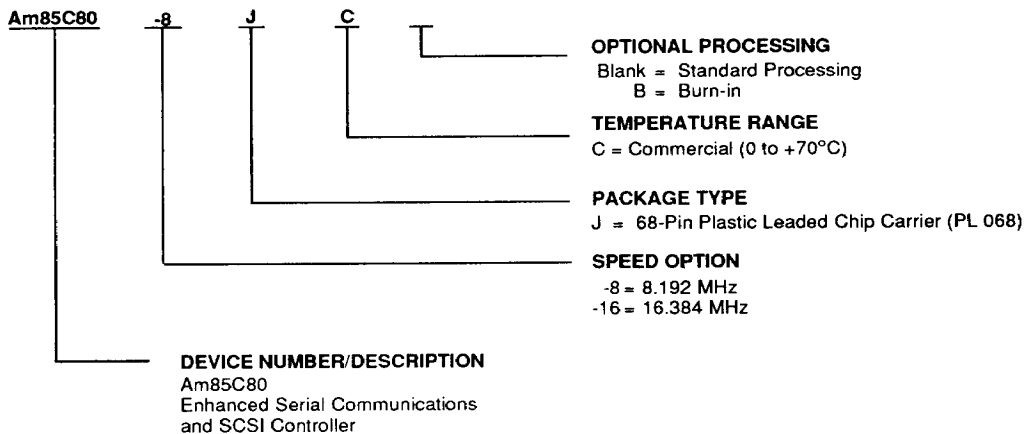 Am85C80 -8 J C
OPTIONAL PROCESSING
Blank = Standard Processing
B = Burn-in
TEMPERATURE RANGE
C = Commercial (0 to +70°C)
PACKAGE TYPE
J = 68-Pin Plastic Leaded Chip Carrier (PL 068)
SPEED OPTION
-8 = 8.192 MHz
-16 = 16.384 MHz
DEVICE NUMBER/DESCRIPTION
Am85C80
Enhanced Serial Communications
and SCSI Controller